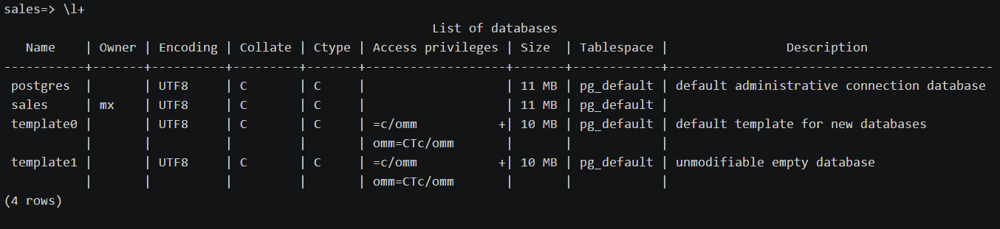 sales=> \l+
                                                          List of databases
   Name    | Owner | Encoding | Collate | Ctype | Access privileges | Size  | Tablespace |                Description
-----------+-------+----------+---------+-------+-------------------+-------+------------+--------------------------------------------
 postgres  |       | UTF8     | C       | C     |                   | 11 MB | pg_default | default administrative connection database
 sales     | mx    | UTF8     | C       | C     |                   | 11 MB | pg_default |
 template0 |       | UTF8     | C       | C     | =c/omm           +| 10 MB | pg_default | default template for new databases
           |       |          |         |       | omm=CTc/omm       |       |            |
 template1 |       | UTF8     | C       | C     | =c/omm           +| 10 MB | pg_default | unmodifiable empty database
           |       |          |         |       | omm=CTc/omm       |       |            |
(4 rows)